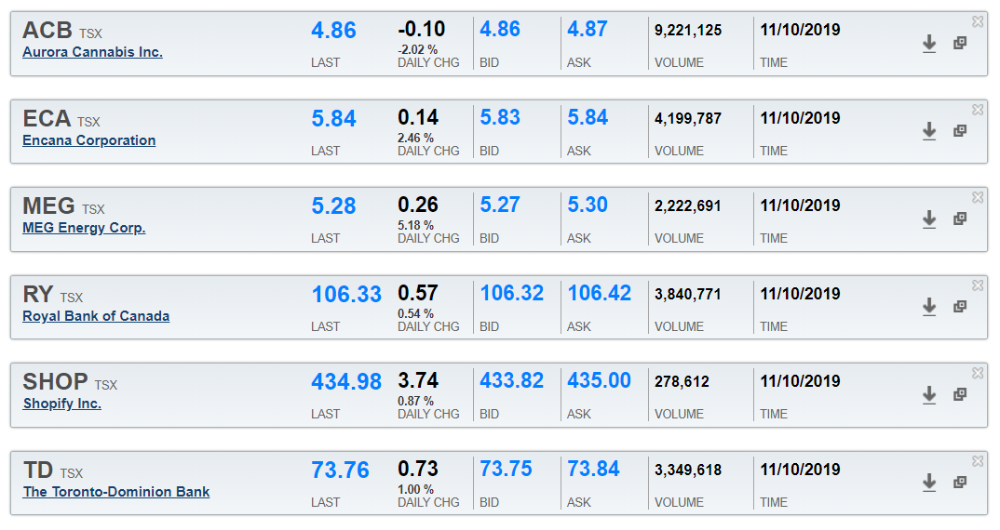 ACB TSX 4.86 -0.10 4.86 4.87 9,221,125 11/10/2019
Aurora Cannabis Inc. -2.02 %
LAST DAILY CHG BID ASK VOLUME TIME
ECA TSX 5.84 0.14 5.83 5.84 4,199,787 11/10/2019
Encana Corporation 2.46 %
LAST DAILY CHG BID ASK VOLUME TIME
MEG TSX 5.28 0.26 5.27 5.30 2,222,691 11/10/2019
MEG Energy Corp. 5.18 %
LAST DAILY CHG BID ASK VOLUME TIME
RY TSX 106.33 0.57 106.32 106.42 3,840,771 11/10/2019
Royal Bank of Canada 0.54 %
LAST DAILY CHG BID ASK VOLUME TIME
SHOP TSX 434.98 3.74 433.82 435.00 278,612 11/10/2019
Shopify Inc. 0.87 %
LAST DAILY CHG BID ASK VOLUME TIME
TD TSX 73.76 0.73 73.75 73.84 3,349,618 11/10/2019
The Toronto-Dominion Bank 1.00 %
LAST DAILY CHG BID ASK VOLUME TIME